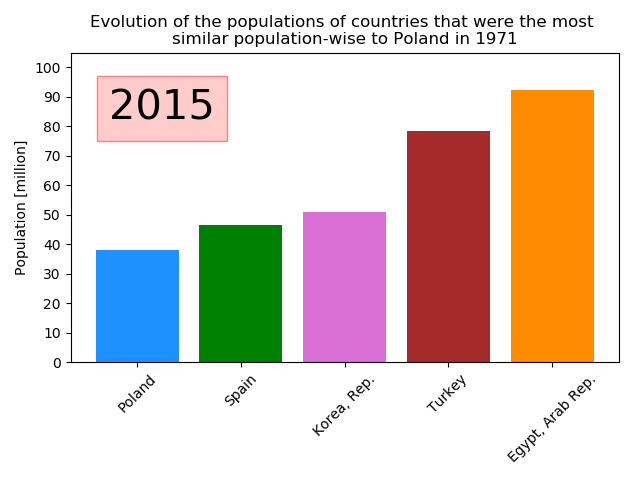 Evolution of the populations of countries that were the most
similar population-wise to Poland in 1971
2015
Population [million]
100
90
80
70
60
50
40
30
20
10
0
Poland
Spain
Korea, Rep.
Turkey
Egypt, Arab Rep.